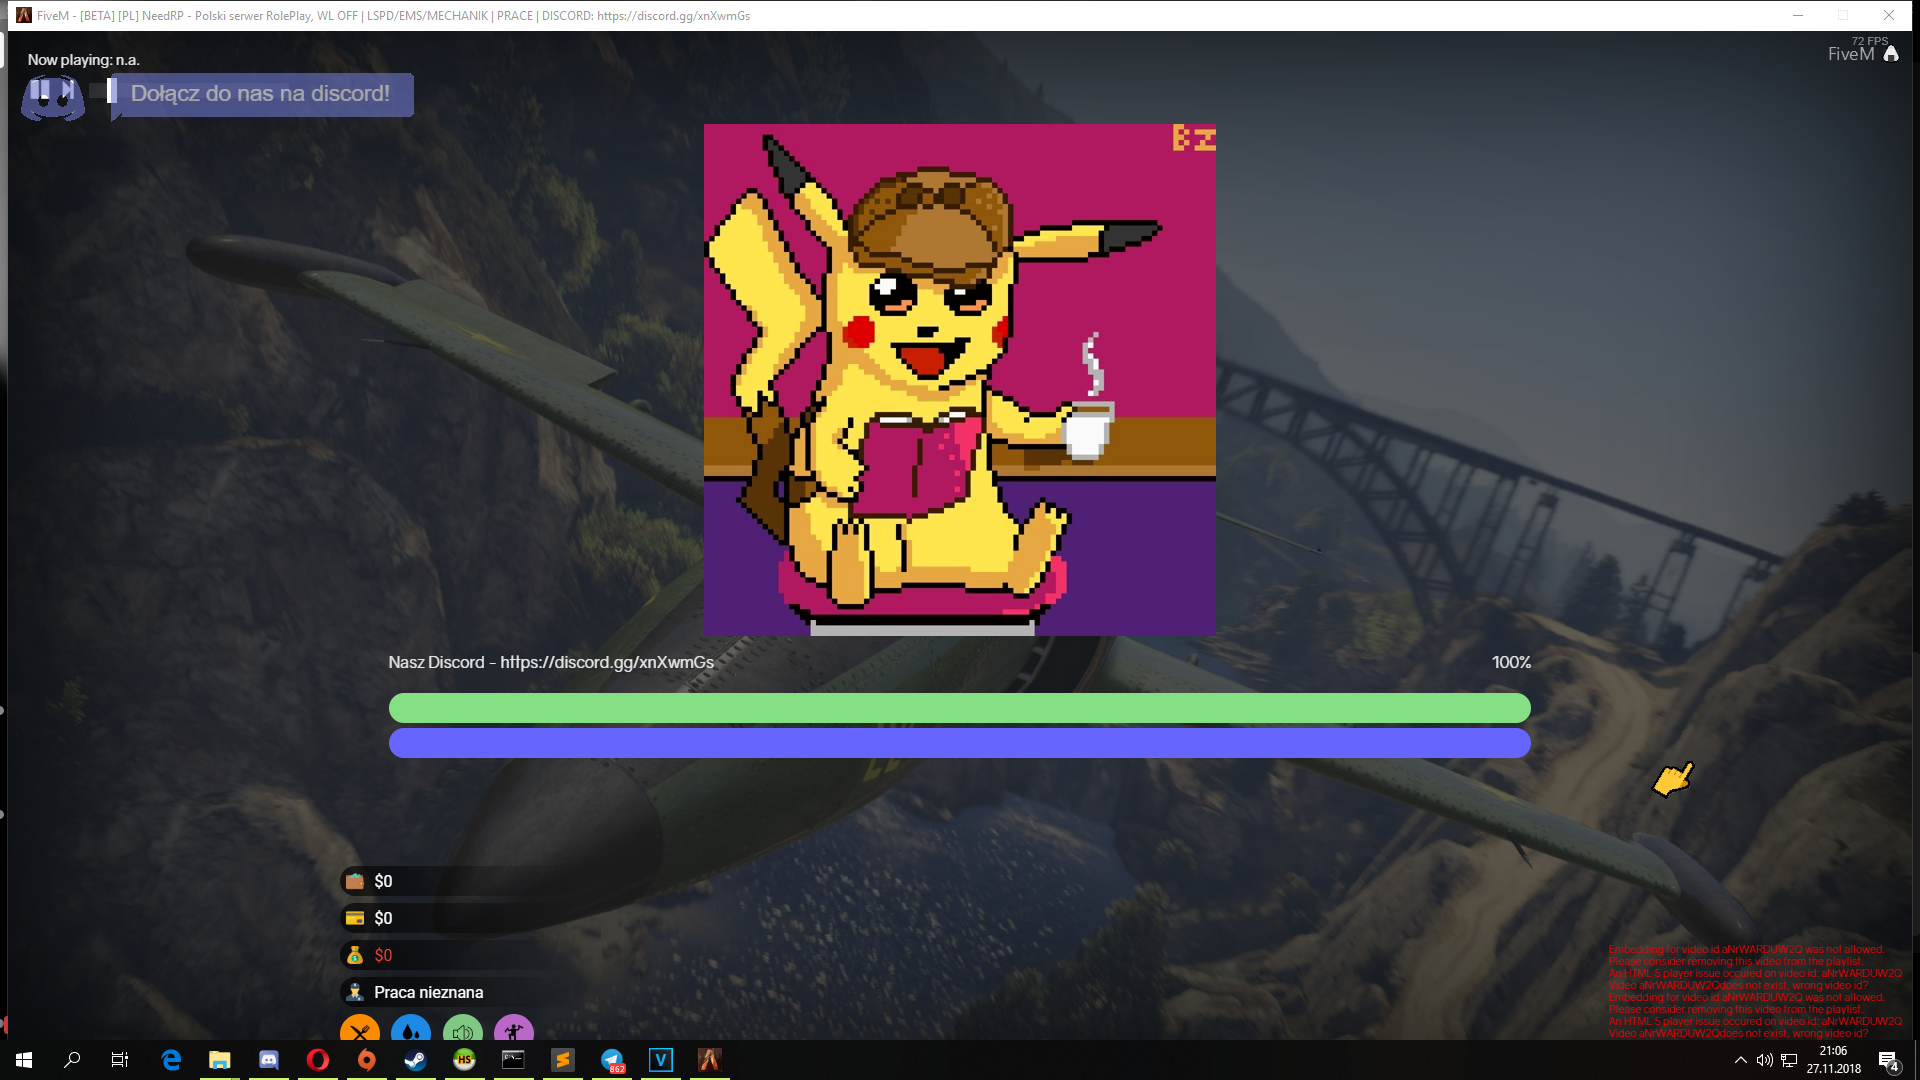 FiveM - [BETA] [PL] NeedRP - Polski serwer RolePlay, WL OFF | LSPD/EMS/MECHANIK | PRACE | DISCORD: https://discord.gg/xnXwmGs
72 FPS
FiveM
Now playing: n.a.
Dołącz do nas na discord!
Bz
Nasz Discord - https://discord.gg/xnXwmGs
100%
$0
$0
$0
Praca nieznana
Embedding for video id aNrWARDUW2Q was not allowed.
Please consider removing this video from the playlist.
An HTML 5 player issue occured on video id: aNrWARDUW2Q
Video aNrWARDUW2Qdoes not exist, wrong video id?
Embedding for video id aNrWARDUW2Q was not allowed.
Please consider removing this video from the playlist.
An HTML 5 player issue occured on video id: aNrWARDUW2Q
Video aNrWARDUW2Qdoes not exist, wrong video id?
HS
862
V
21:06
27.11.2018
4